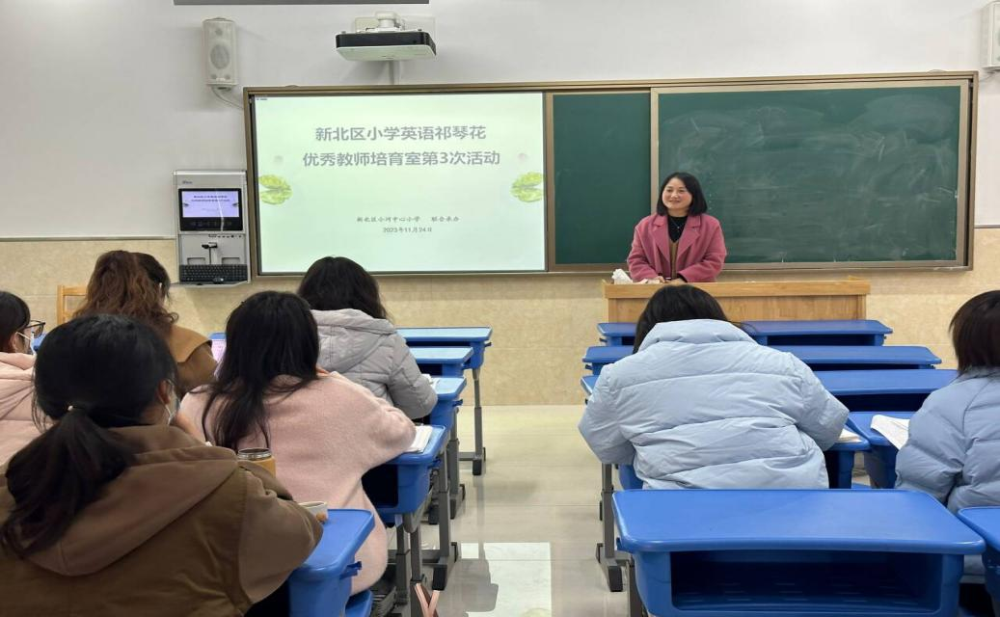 新北区小学英语祁琴花
优秀教师培育室第3次活动
新北区小河中心小学 联合承办
2023年11月24日